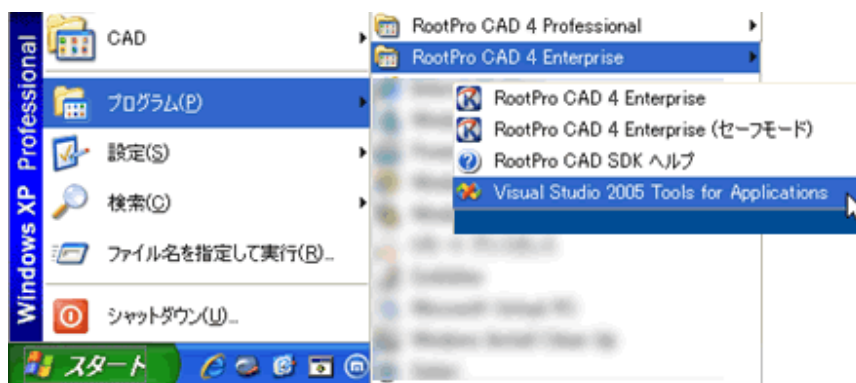 Windows XP Professional
CAD
プログラム(P)
設定(S)
検索(C)
ファイル名を指定して実行(R)...
シャットダウン(U)...
スタート
RootPro CAD 4 Professional
RootPro CAD 4 Enterprise
RootPro CAD 4 Enterprise
RootPro CAD 4 Enterprise (セーフモード)
RootPro CAD SDK ヘルプ
Visual Studio 2005 Tools for Applications